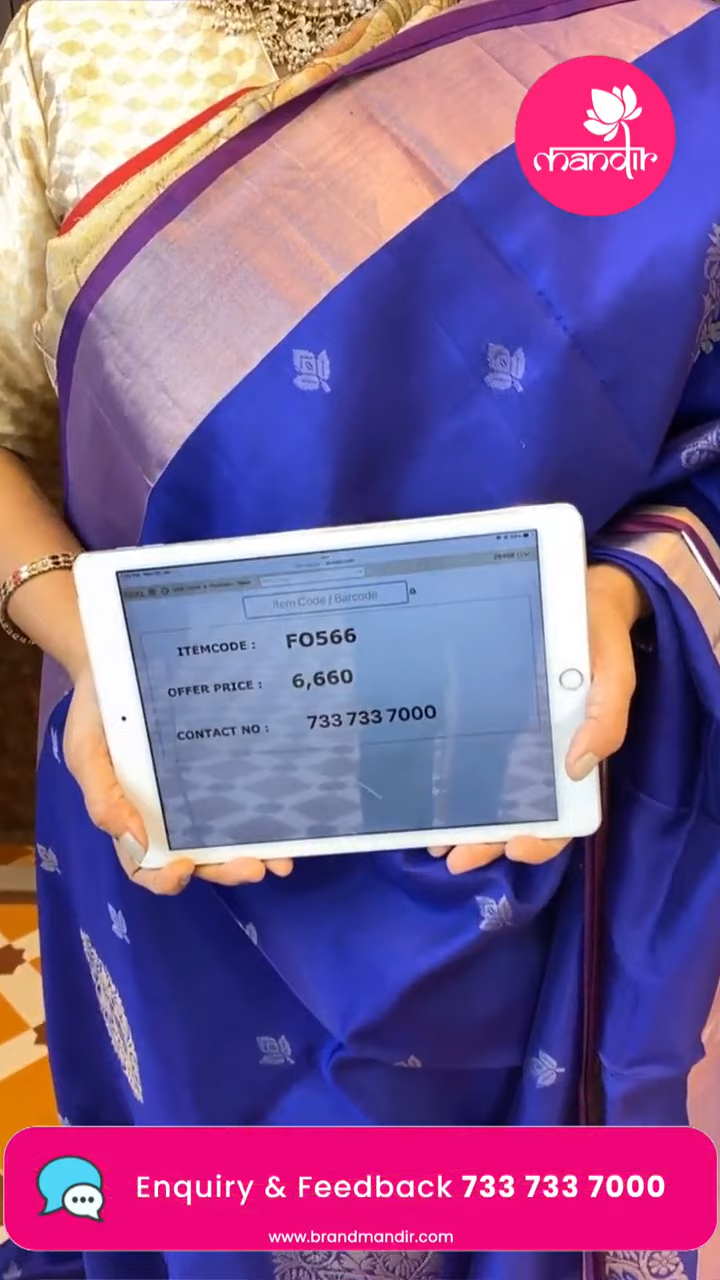 mandir
Item Code / Barcode
ITEMCODE : FO566
OFFER PRICE : 6,660
CONTACT NO : 733 733 7000
Enquiry & Feedback 733 733 7000
www.brandmandir.com